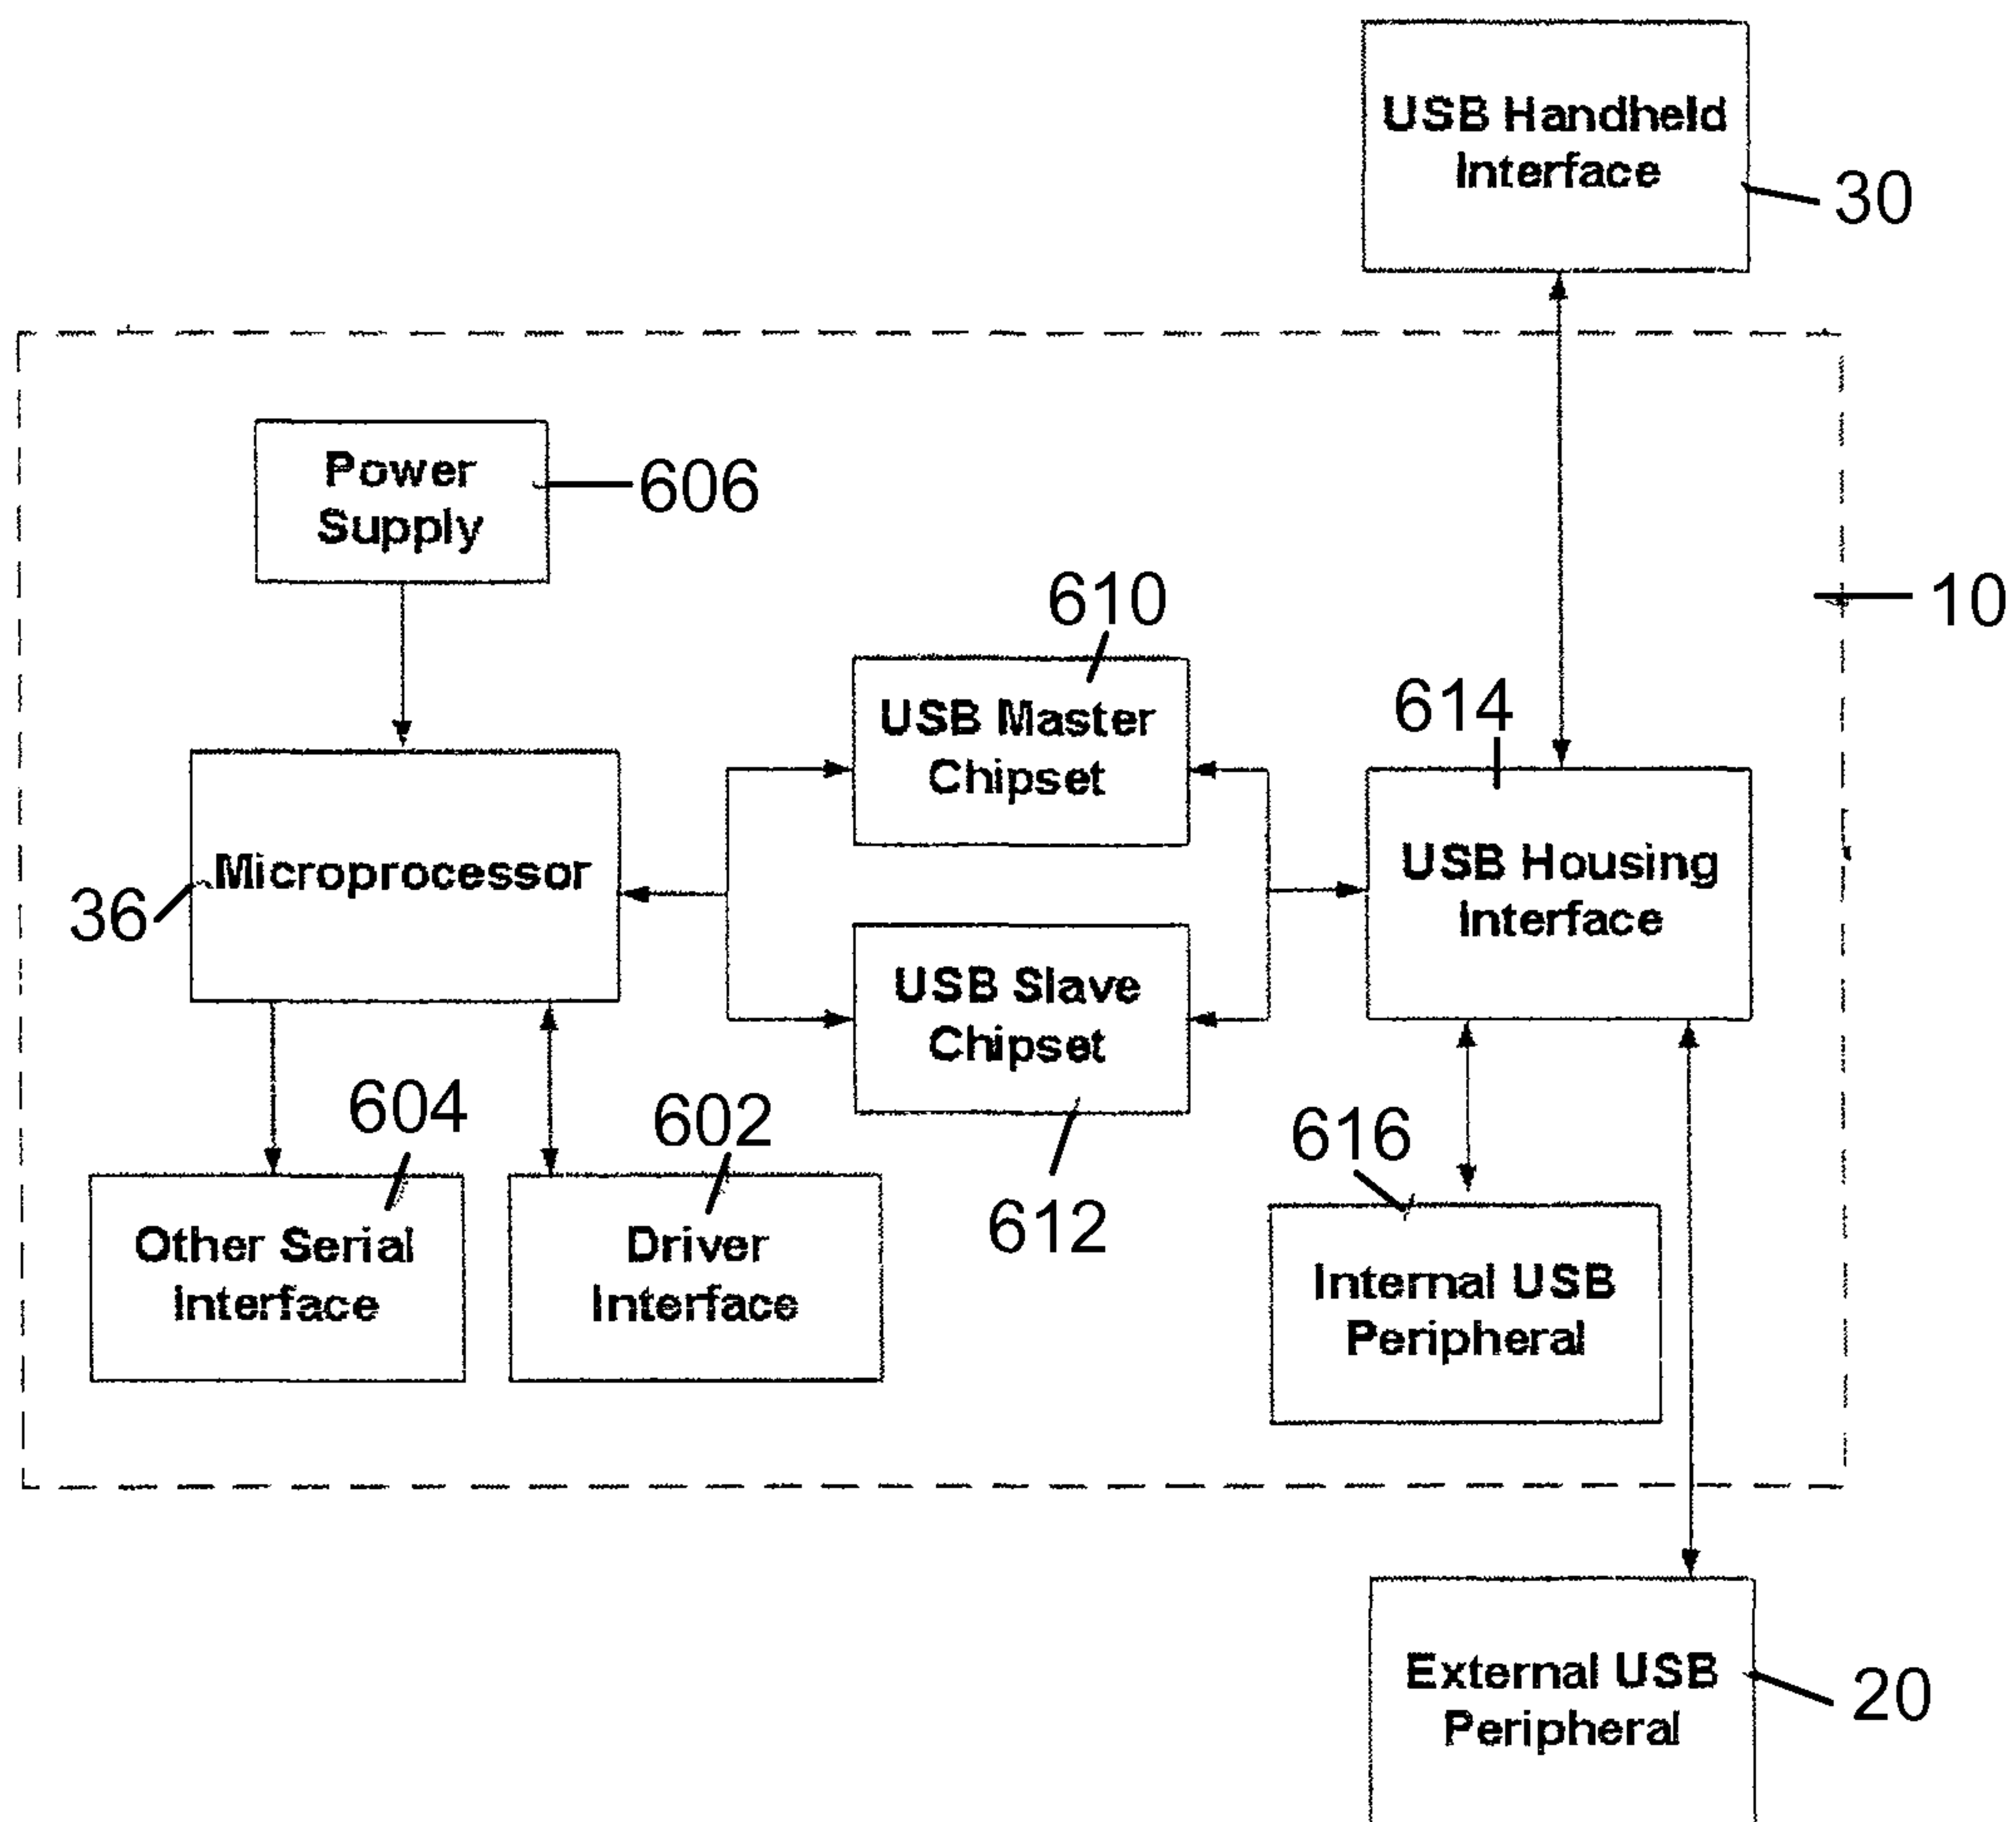 USB Handheld
Interface
30
Power
Supply
606
10
610
USB Master
Chipset
614
Microprocessor
36
USB Housing
Interface
USB Slave
Chipset
612
604
602
616
Other Serial
Interface
Driver
Interface
Internal USB
Peripheral
External USB
Peripheral
20